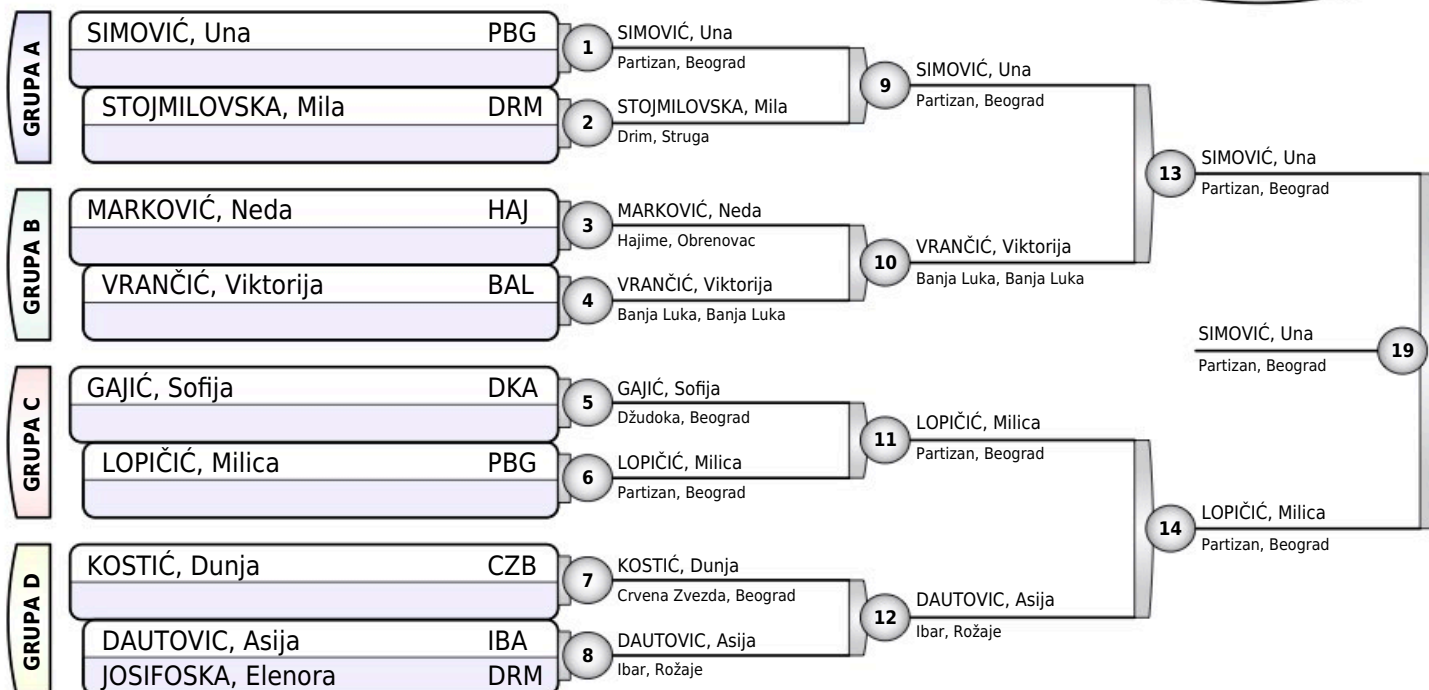 GRUPA A
SIMOVIĆ, Una PBG
STOJMILOVSKA, Mila DRM
GRUPA B
MARKOVIĆ, Neda HAJ
VRANČIĆ, Viktorija BAL
GRUPA C
GAJIĆ, Sofija DKA
LOPIČIĆ, Milica PBG
GRUPA D
KOSTIĆ, Dunja CZB
DAUTOVIC, Asija IBA
JOSIFOSKA, Elenora DRM
1
SIMOVIĆ, Una
Partizan, Beograd
2
STOJMILOVSKA, Mila
Drim, Struga
3
MARKOVIĆ, Neda
Hajime, Obrenovac
4
VRANČIĆ, Viktorija
Banja Luka, Banja Luka
5
GAJIĆ, Sofija
Džudoka, Beograd
6
LOPIČIĆ, Milica
Partizan, Beograd
7
KOSTIĆ, Dunja
Crvena Zvezda, Beograd
8
DAUTOVIC, Asija
Ibar, Rožaje
9
SIMOVIĆ, Una
Partizan, Beograd
10
VRANČIĆ, Viktorija
Banja Luka, Banja Luka
11
LOPIČIĆ, Milica
Partizan, Beograd
12
DAUTOVIC, Asija
Ibar, Rožaje
13
SIMOVIĆ, Una
Partizan, Beograd
14
LOPIČIĆ, Milica
Partizan, Beograd
SIMOVIĆ, Una
Partizan, Beograd
19